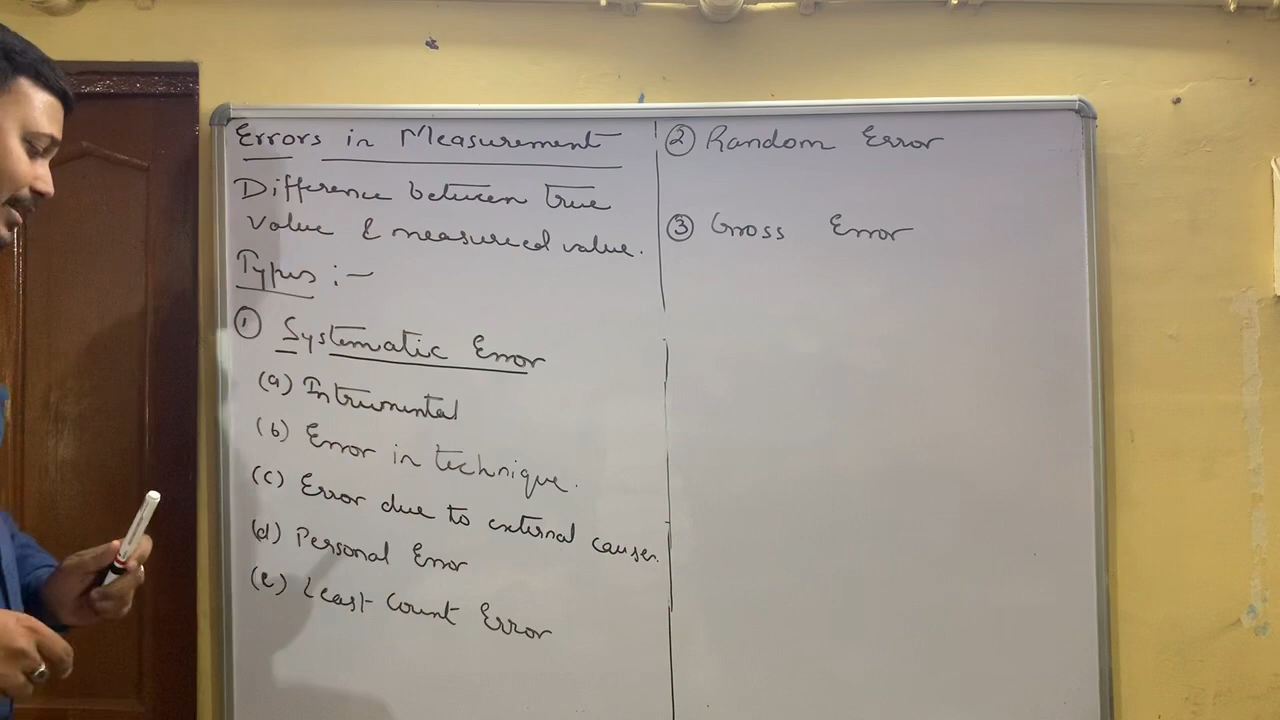 Errors in Measurement
Difference between true
value & measured value.
Types :-
① Systematic Error
(a) Intrumental
(b) Error in technique.
(c) Error due to external causes.
(d) Personal Error
(e) Least Count Error
② Random Error
③ Gross Error